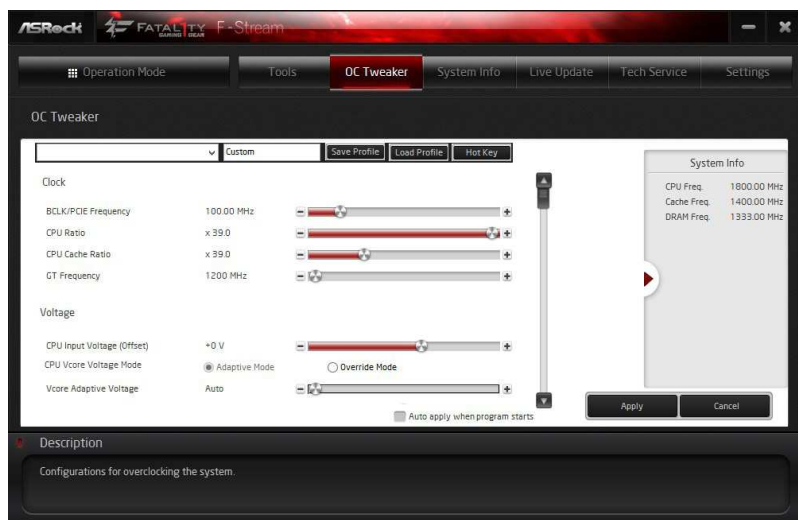 ASRock FATAL1TY GAMING GEAR F-Stream
Operation Mode Tools OC Tweaker System Info Live Update Tech Service Settings
OC Tweaker
Custom Save Profile Load Profile Hot Key
Clock
BCLK/PCIE Frequency 100.00 MHz
CPU Ratio x 39.0
CPU Cache Ratio x 39.0
GT Frequency 1200 MHz
Voltage
CPU Input Voltage (Offset) +0 V
CPU Vcore Voltage Mode Adaptive Mode Override Mode
Vcore Adaptive Voltage Auto
Auto apply when program starts
System Info
CPU Freq. 1800.00 MHz
Cache Freq. 1400.00 MHz
DRAM Freq. 1333.00 MHz
Apply Cancel
Description
Configurations for overclocking the system.